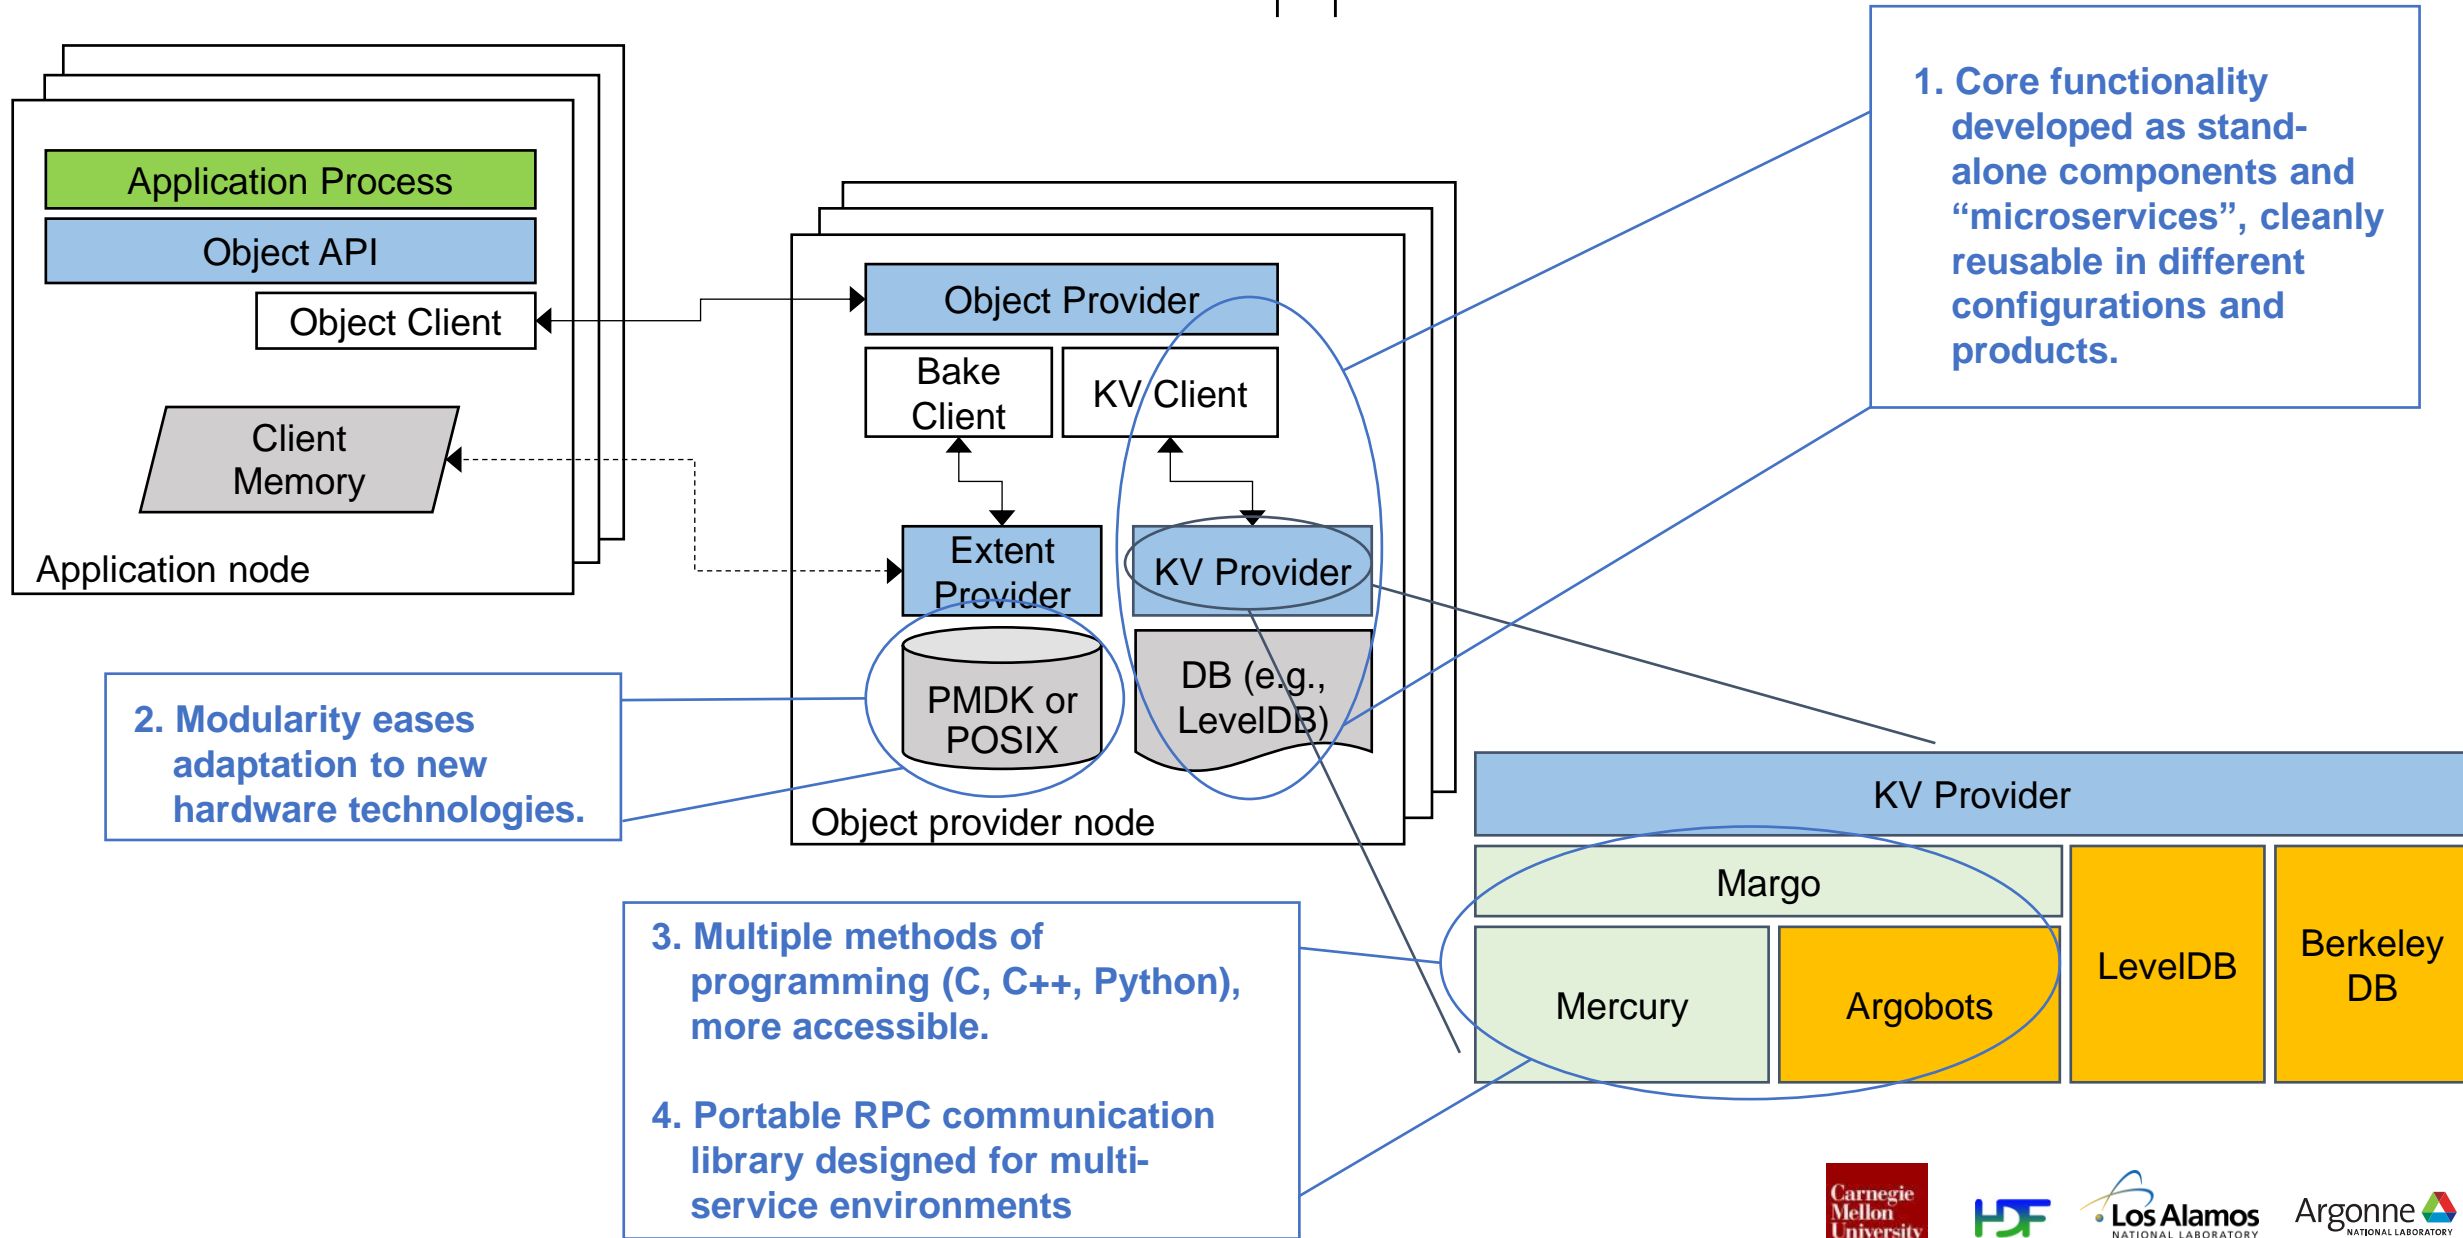 Application Process
Object API
Object Client
Client
Memory
Application node
Object Provider
Bake
Client
KV Client
Extent
Provider
KV Provider
PMDK or
POSIX
DB (e.g.,
LevelDB)
Object provider node
1. Core functionality
developed as stand-
alone components and
“microservices”, cleanly
reusable in different
configurations and
products.
2. Modularity eases
adaptation to new
hardware technologies.
3. Multiple methods of
programming (C, C++, Python),
more accessible.
4. Portable RPC communication
library designed for multi-
service environments
KV Provider
Margo
Mercury
Argobots
LevelDB
Berkeley
DB
Carnegie
Mellon
University
HDF
Los Alamos
NATIONAL LABORATORY
Argonne
NATIONAL LABORATORY